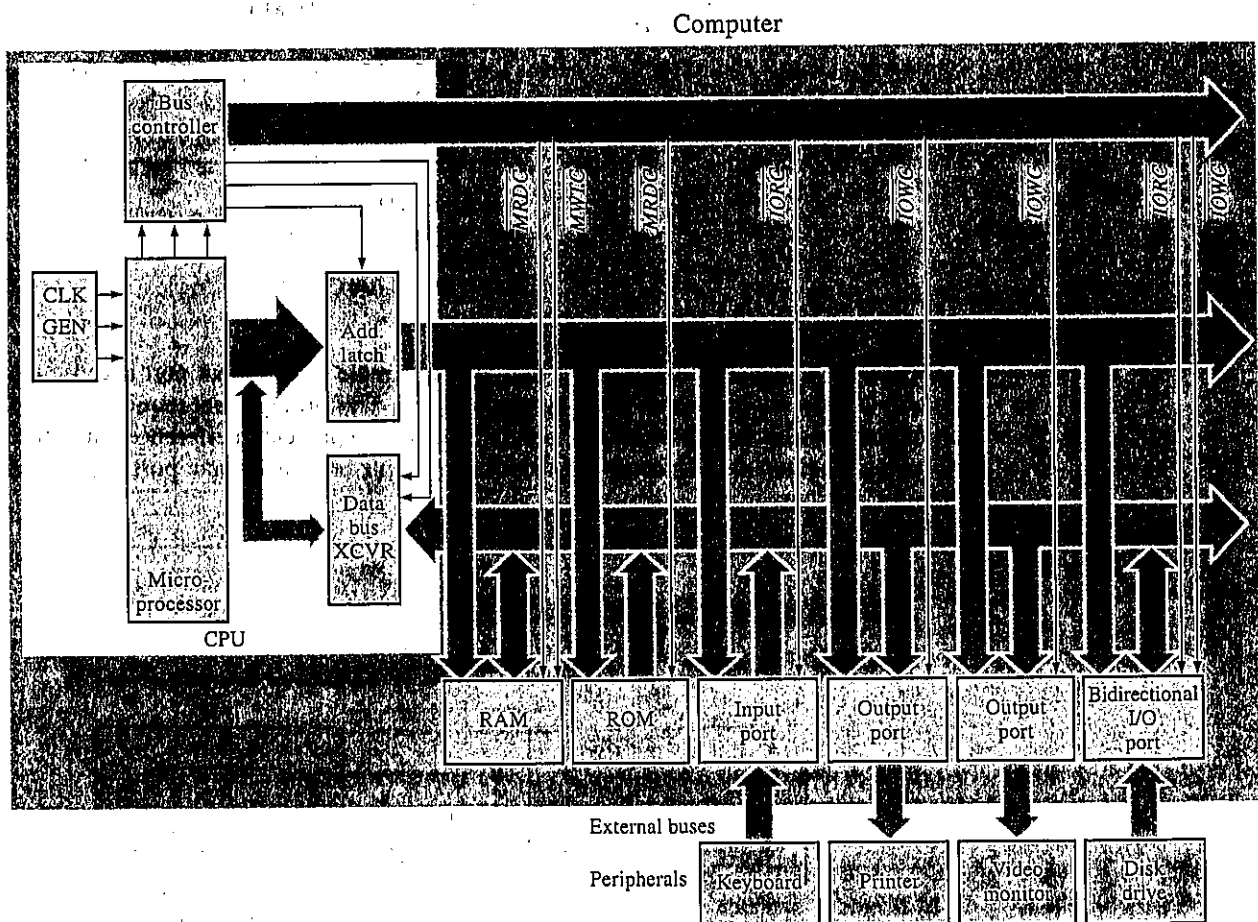 Computer
Bus
controller
MRDC
MWTC
MRDC
IORC
IOWC
IOWC
IORC
IOWC
CLK
GEN
Add.
latch
Data
bus
XCVR
Micro-
processor
CPU
RAM
ROM
Input
port
Output
port
Output
port
Bidirectional
I/O
port
External buses
Peripherals
Keyboard
Printer
Video
monitor
Disk
drive